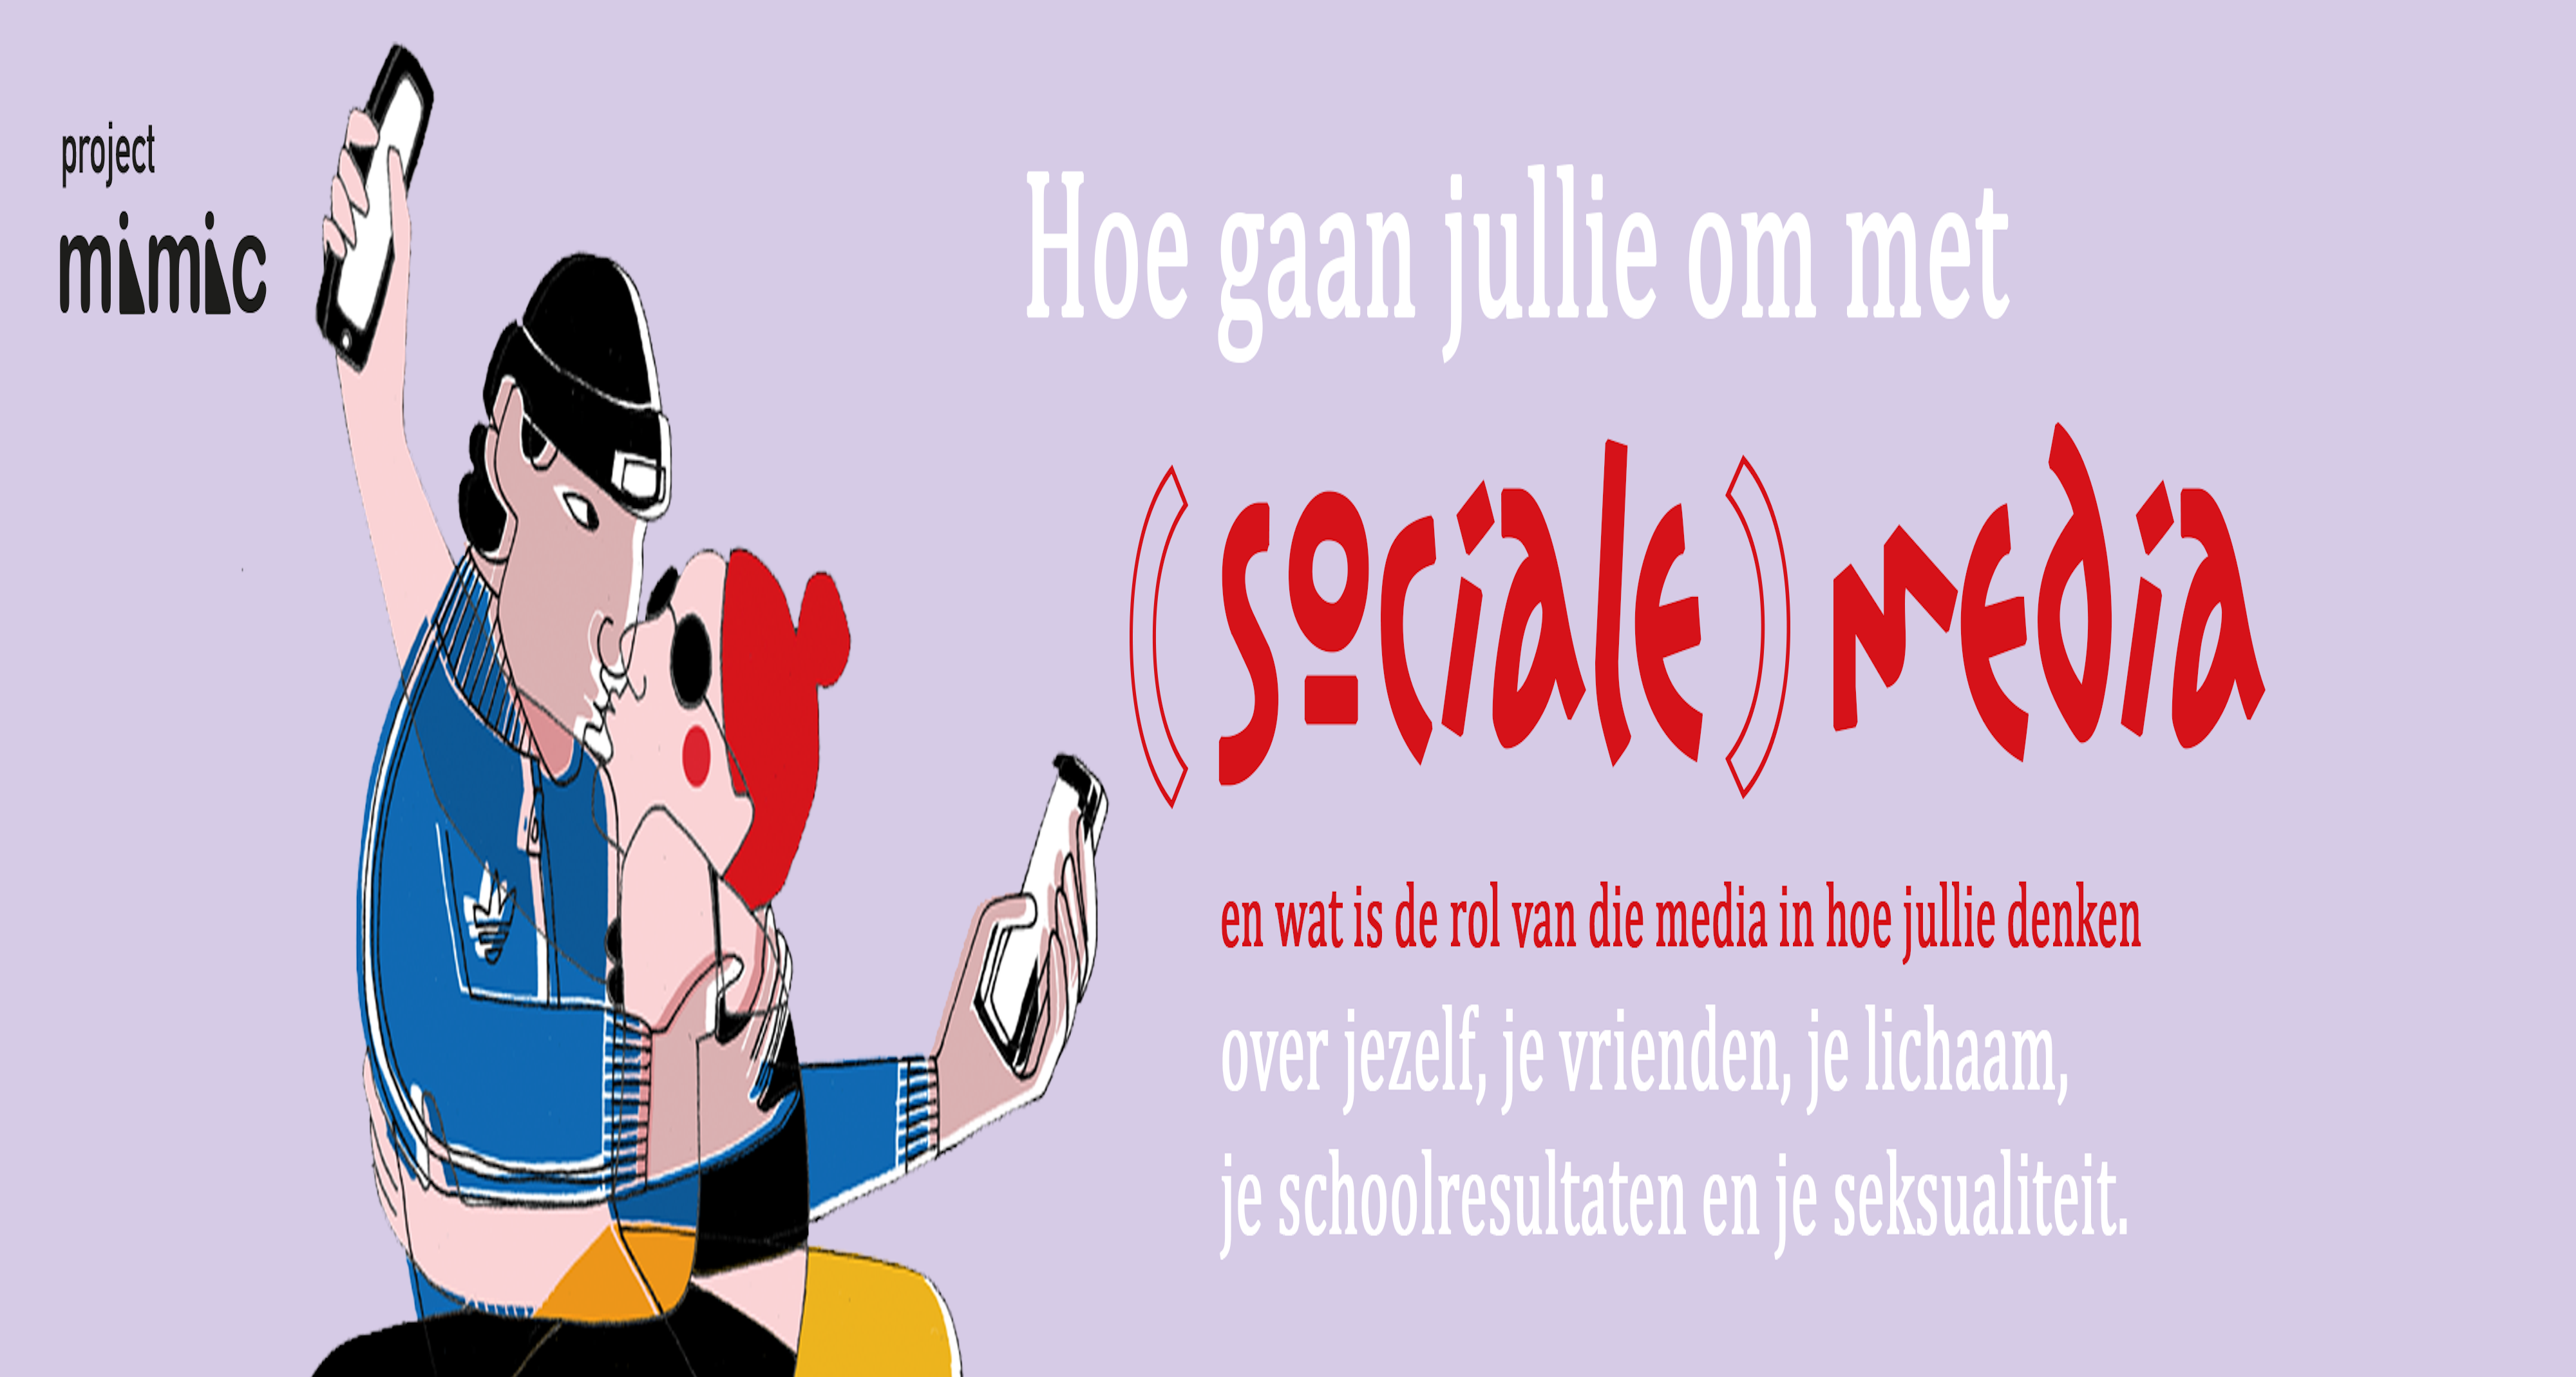 project
mimic
Hoe gaan jullie om met
(sociale) media
en wat is de rol van die media in hoe jullie denken
over jezelf, je vrienden, je lichaam,
je schoolresultaten en je seksualiteit.